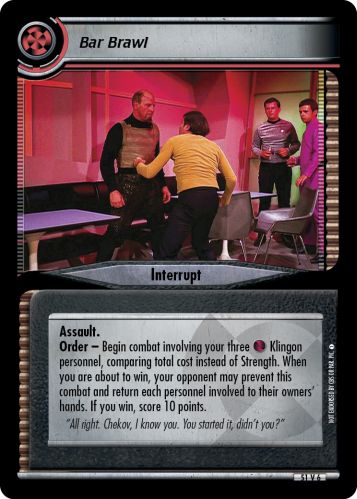 Bar Brawl
Interrupt
Assault.
Order – Begin combat involving your three Klingon
personnel, comparing total cost instead of Strength. When
you are about to win, your opponent may prevent this
combat and return each personnel involved to their owners'
hands. If you win, score 10 points.
"All right. Chekov, I know you. You started it, didn't you?"
NOT ENDORSED BY CBS OR PAR. PIC.
51 V 6